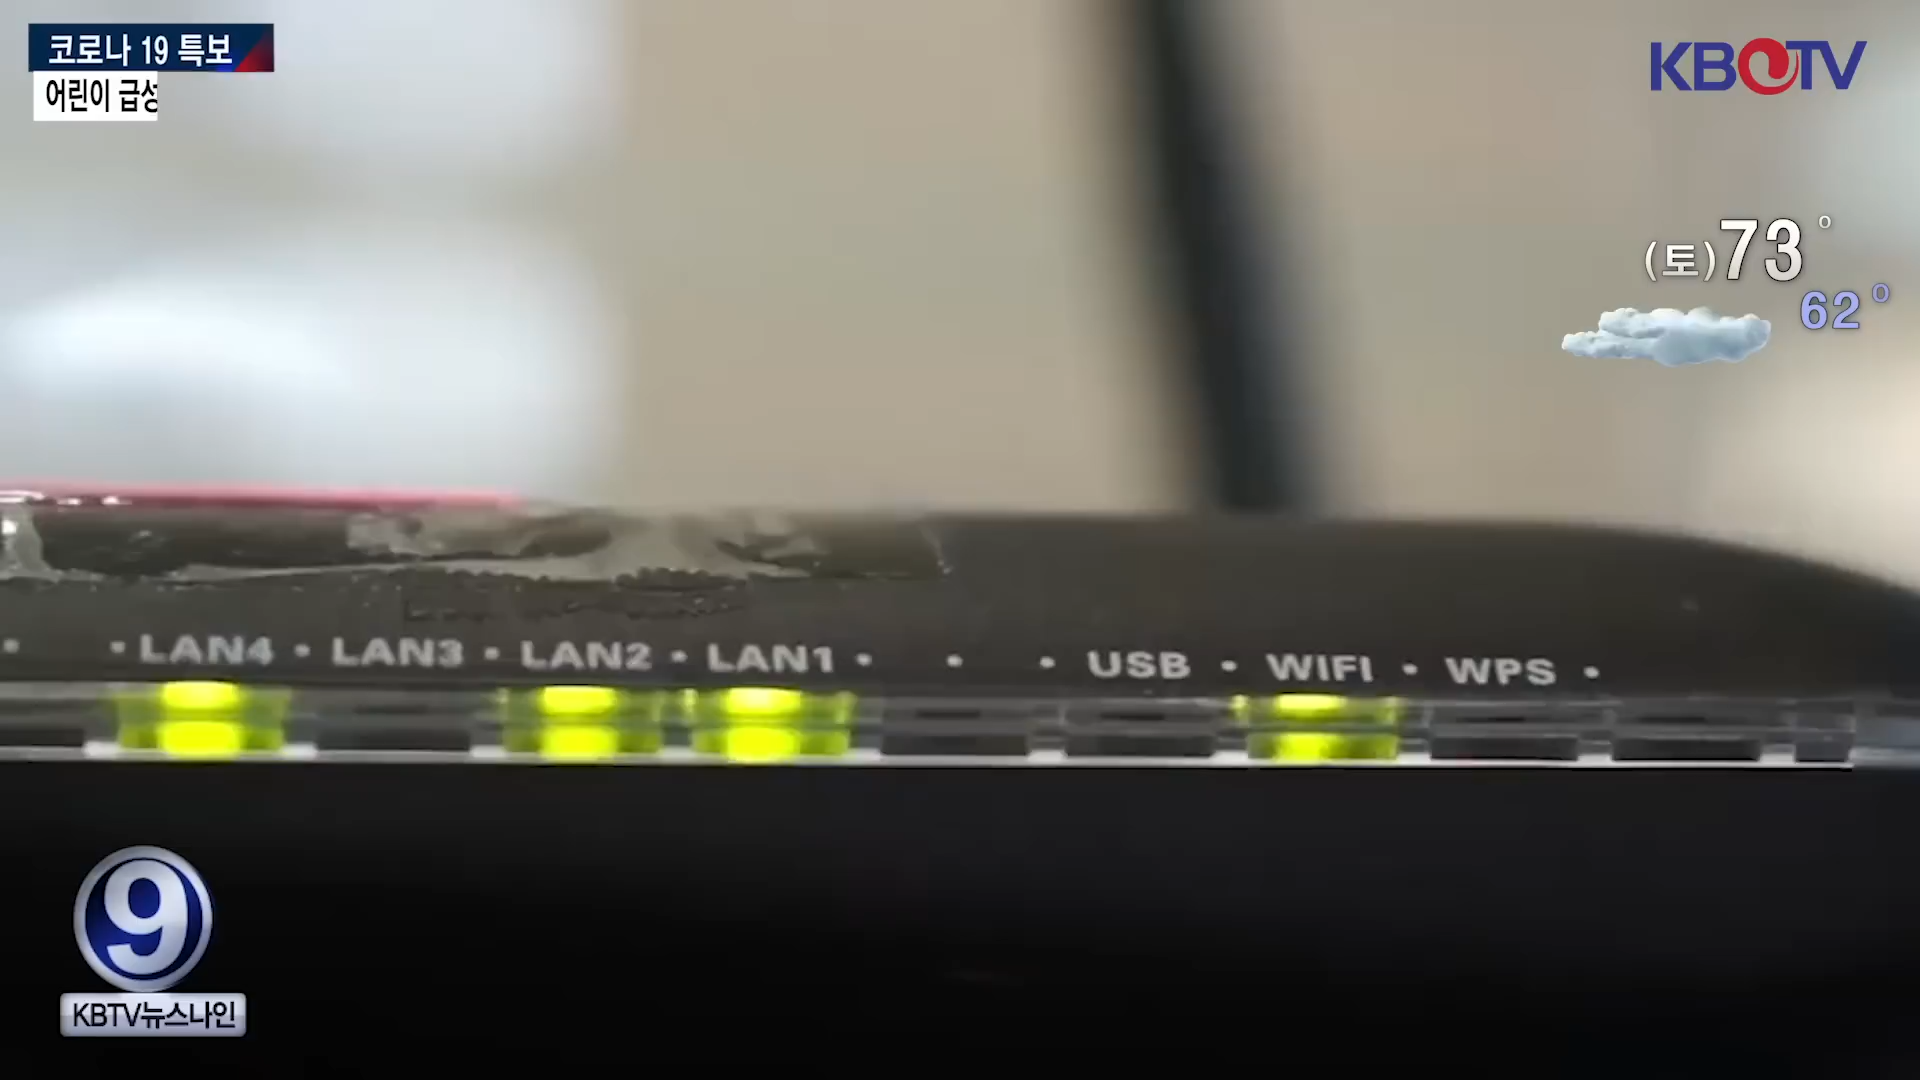 코로나 19 특보
어린이 급성
KBTV
(토) 73°
62°
· LAN4 · LAN3 · LAN2 · LAN1 · · · USB · WIFI · WPS ·
9
KBTV뉴스나인